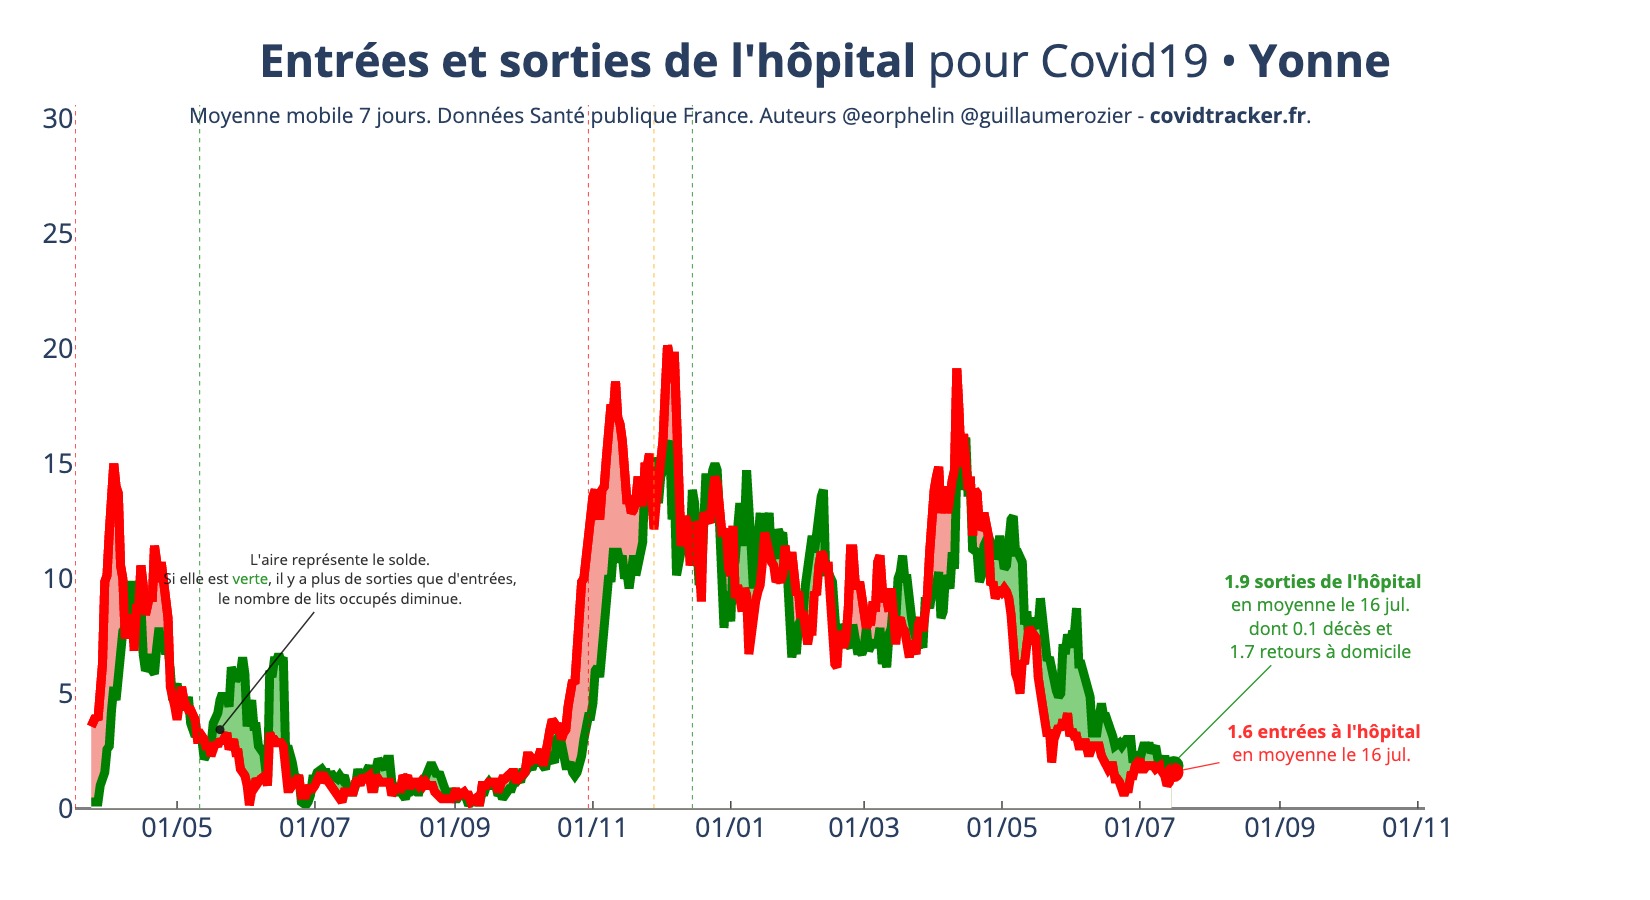 Entrées et sorties de l'hôpital pour Covid19 • Yonne
Moyenne mobile 7 jours. Données Santé publique France. Auteurs @eorphelin @guillaumerozier - covidtracker.fr.
30
25
20
15
10
5
0
L'aire représente le solde.
Si elle est verte, il y a plus de sorties que d'entrées,
le nombre de lits occupés diminue.
1.9 sorties de l'hôpital
en moyenne le 16 jul.
dont 0.1 décès et
1.7 retours à domicile
1.6 entrées à l'hôpital
en moyenne le 16 jul.
01/05 01/07 01/09 01/11 01/01 01/03 01/05 01/07 01/09 01/11